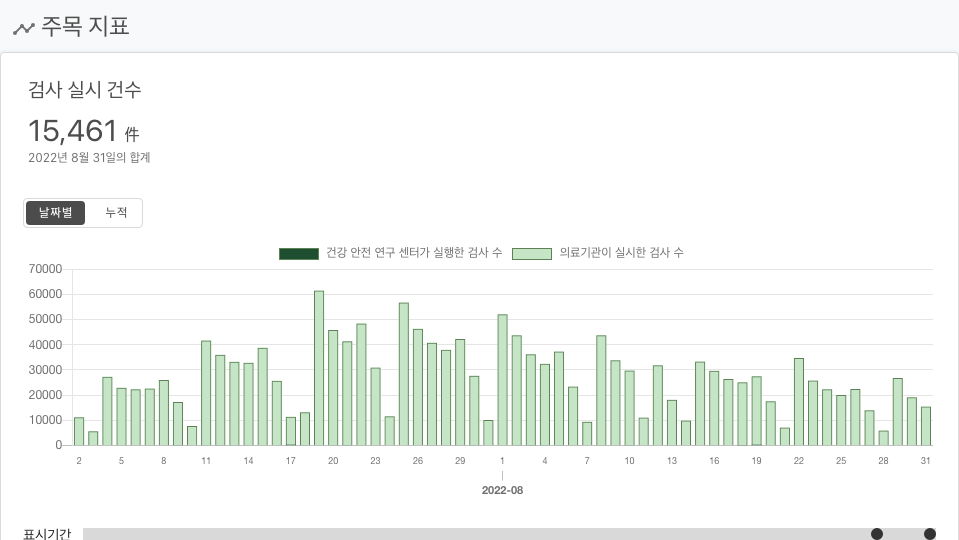 주목 지표
검사 실시 건수
15,461 件
2022년 8월 31일의 합계
날짜별 누적
건강 안전 연구 센터가 실행한 검사 수 의료기관이 실시한 검사 수
70000
60000
50000
40000
30000
20000
10000
0
2 5 8 11 14 17 20 23 26 29 1 4 7 10 13 16 19 22 25 28 31
2022-08
표시기간